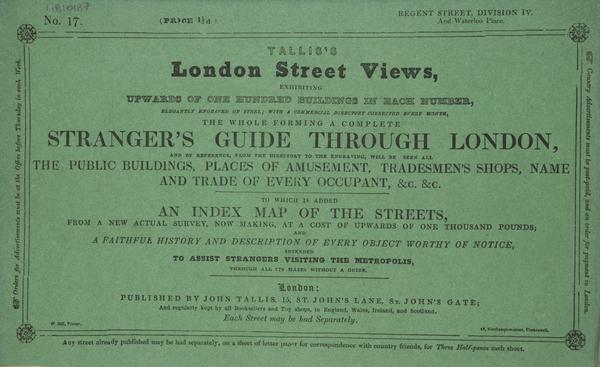 No. 17.
(PRICE 1½d.)
REGENT STREET, DIVISION IV.
And Waterloo Place.
TALLIS'S
London Street Views,
EXHIBITING
UPWARDS OF ONE HUNDRED BUILDINGS IN EACH NUMBER,
ELEGANTLY ENGRAVED ON STEEL; WITH A COMMERCIAL DIRECTORY CORRECTED EVERY MONTH,
THE WHOLE FORMING A COMPLETE
STRANGER'S GUIDE THROUGH LONDON,
AND BY REFERENCE, FROM THE DIRECTORY TO THE ENGRAVING, WILL BE SEEN ALL
THE PUBLIC BUILDINGS, PLACES OF AMUSEMENT, TRADESMEN'S SHOPS, NAME
AND TRADE OF EVERY OCCUPANT, &c. &c.
TO WHICH IS ADDED
AN INDEX MAP OF THE STREETS,
FROM A NEW ACTUAL SURVEY, NOW MAKING, AT A COST OF UPWARDS OF ONE THOUSAND POUNDS;
AND
A FAITHFUL HISTORY AND DESCRIPTION OF EVERY OBJECT WORTHY OF NOTICE,
INTENDED
TO ASSIST STRANGERS VISITING THE METROPOLIS,
THROUGH ALL ITS MAZES WITHOUT A GUIDE.
London:
PUBLISHED BY JOHN TALLIS, 15, ST. JOHN'S LANE, ST. JOHN'S GATE;
And regularly kept by all Booksellers and Toy shops, in England, Wales, Ireland, and Scotland.
Each Street may be had Separately.
Printer,
Clerkenwell.
Any street already published may be had separately, on a sheet of letter paper for correspondence with country friends, for Three Half-pence each sheet.
Orders for Advertisements must be at the Office before Thursday in each Week.
Country Advertisements must be post-paid, and an order for payment in London.